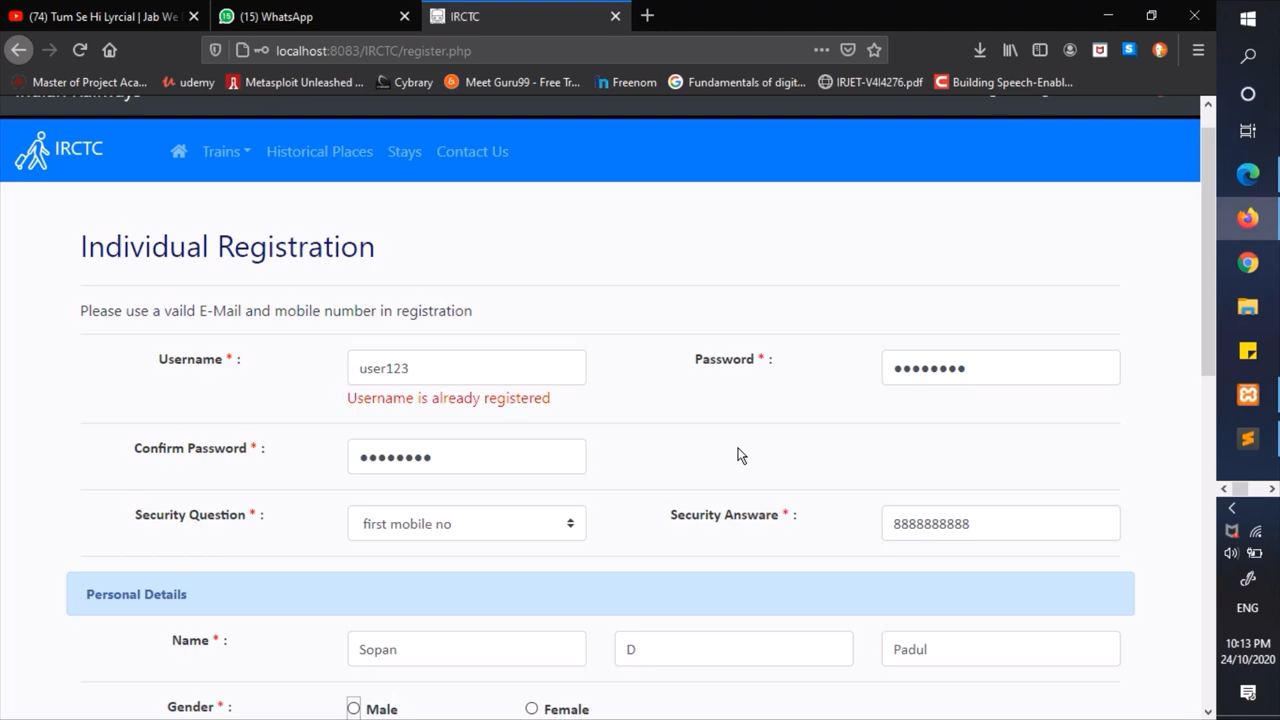 (74) Tum Se Hi Lyrcial | Jab We
(15) WhatsApp
IRCTC
localhost:8083/IRCTC/register.php
Master of Project Aca...
udemy
Metasploit Unleashed ...
Cybrary
Meet Guru99 - Free Tr...
Freenom
Fundamentals of digit...
IRJET-V4I4276.pdf
Building Speech-Enabl...
Indian Railways
IRCTC
Trains
Historical Places
Stays
Contact Us
Individual Registration
Please use a vaild E-Mail and mobile number in registration
Username * :
user123
Password * :
Username is already registered
Confirm Password * :
Security Question * :
first mobile no
Security Answare * :
8888888888
Personal Details
Name * :
Sopan
D
Padul
Gender * :
Male
Female
ENG
10:13 PM
24/10/2020